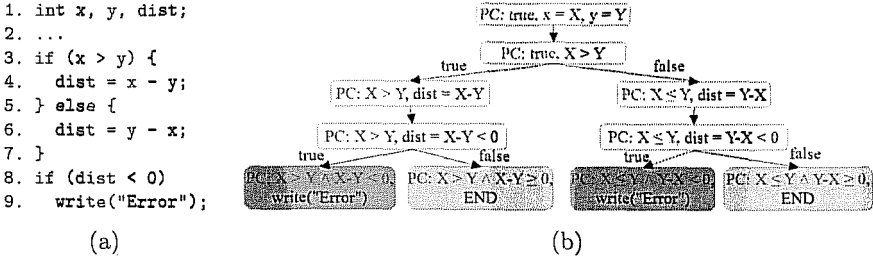 1. int x, y, dist;
2. ...
3. if (x > y) {
4. dist = x - y;
5. } else {
6. dist = y - x;
7. }
8. if (dist < 0)
9. write("Error");
(a)
PC: true, x = X, y = Y
PC: true, X > Y
true false
PC: X > Y, dist = X-Y PC: X ≤ Y, dist = Y-X
PC: X > Y, dist = X-Y < 0 PC: X ≤ Y, dist = Y-X < 0
true false true false
PC: X > Y ∧ X-Y < 0, PC: X > Y ∧ X-Y ≥ 0, PC: X ≤ Y ∧ Y-X < 0, PC: X ≤ Y ∧ Y-X ≥ 0,
write("Error") END write("Error") END
(b)